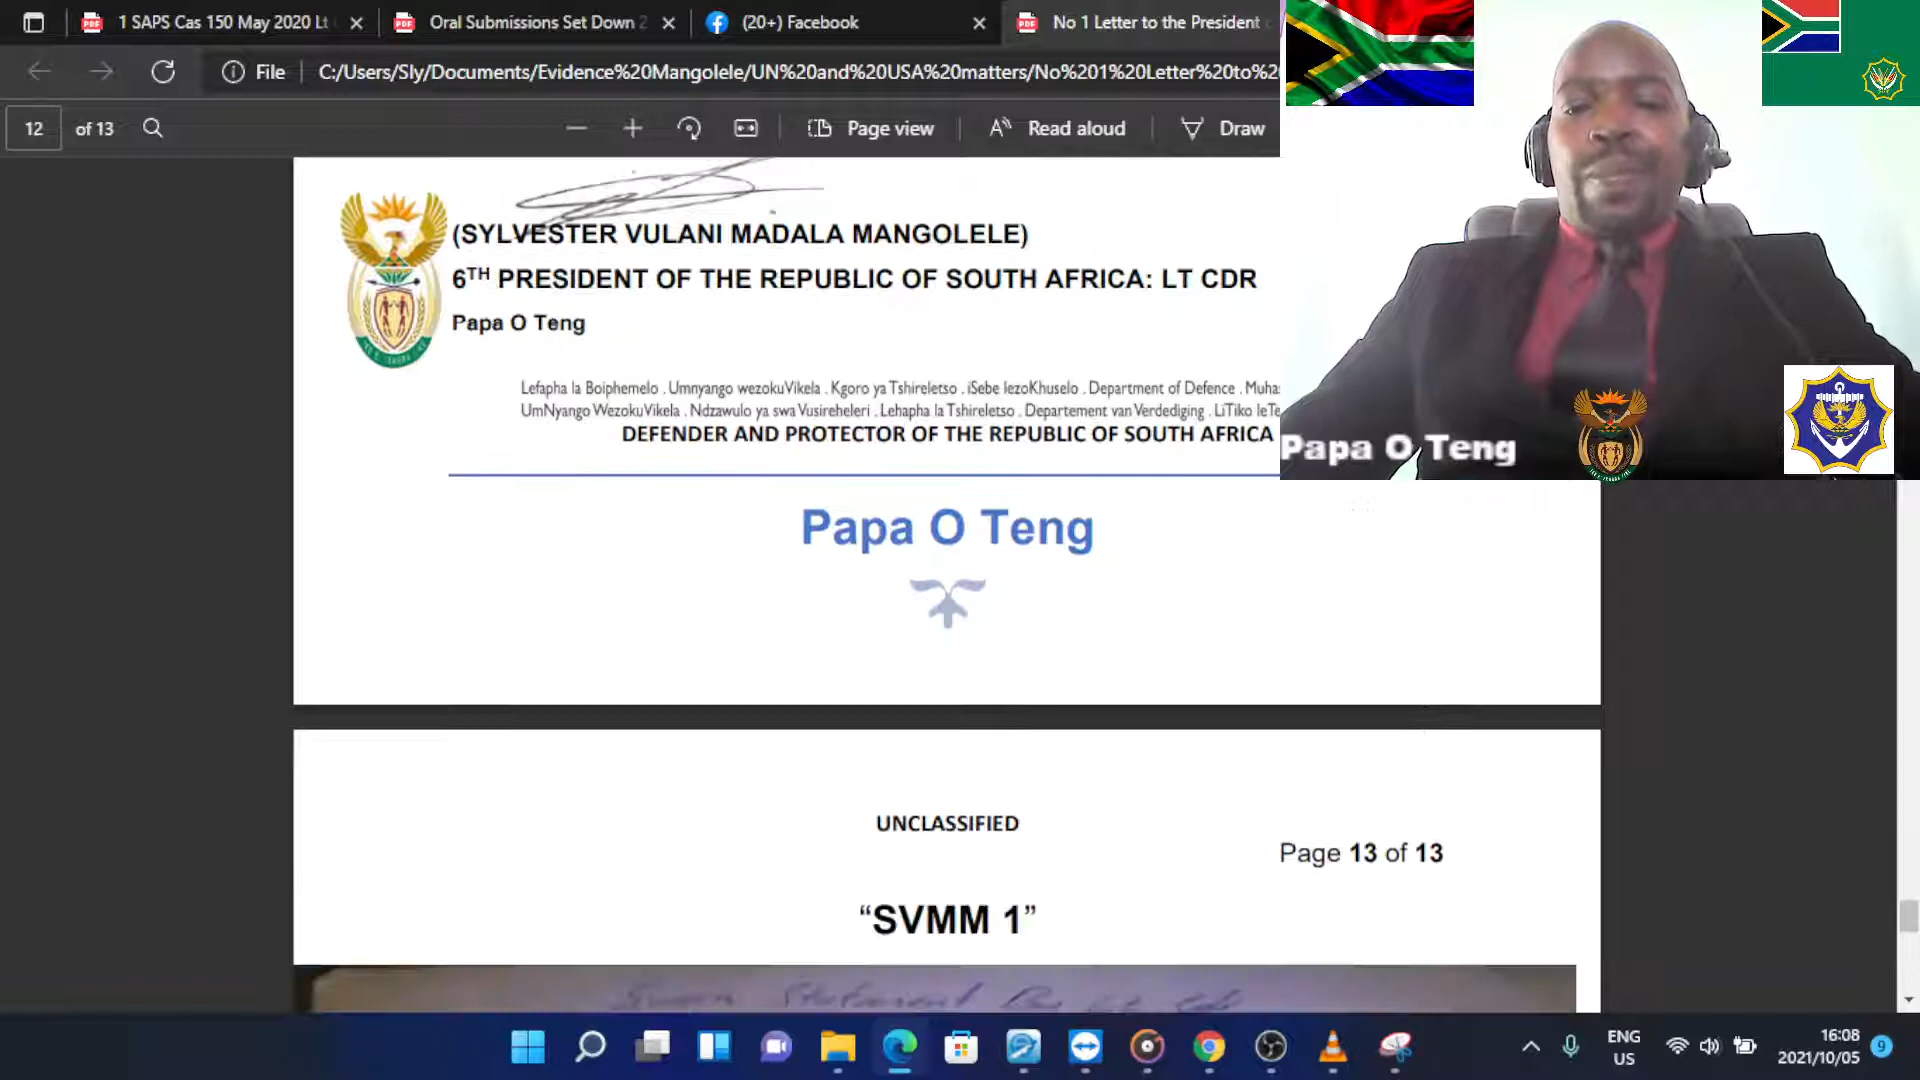 1 SAPS Cas 150 May 2020 Lt
Oral Submissions Set Down 2
(20+) Facebook
No 1 Letter to the President
File
C:/Users/Sly/Documents/Evidence%20Mangolele/UN%20and%20USA%20matters/No%201%20Letter%20to%20
12 of 13
Page view
Read aloud
Draw
(SYLVESTER VULANI MADALA MANGOLELE)
6TH PRESIDENT OF THE REPUBLIC OF SOUTH AFRICA: LT CDR
Papa O Teng
Lefapha la Boiphemelo . Umnyango wezokuVikela . Kgoro ya Tshireletso . iSebe lezoKhuselo . Department of Defence . Muha
UmNyango WezokuVikela . Ndzawulo ya swa Vusireheleri . Lehapha la Tshireletso . Departement van Verdediging . LiTiko leTe
DEFENDER AND PROTECTOR OF THE REPUBLIC OF SOUTH AFRICA
Papa O Teng
Papa O Teng
UNCLASSIFIED
Page 13 of 13
“SVMM 1”
Sworn Statement By Lt Cdr
ENG
US
16:08
2021/10/05
9